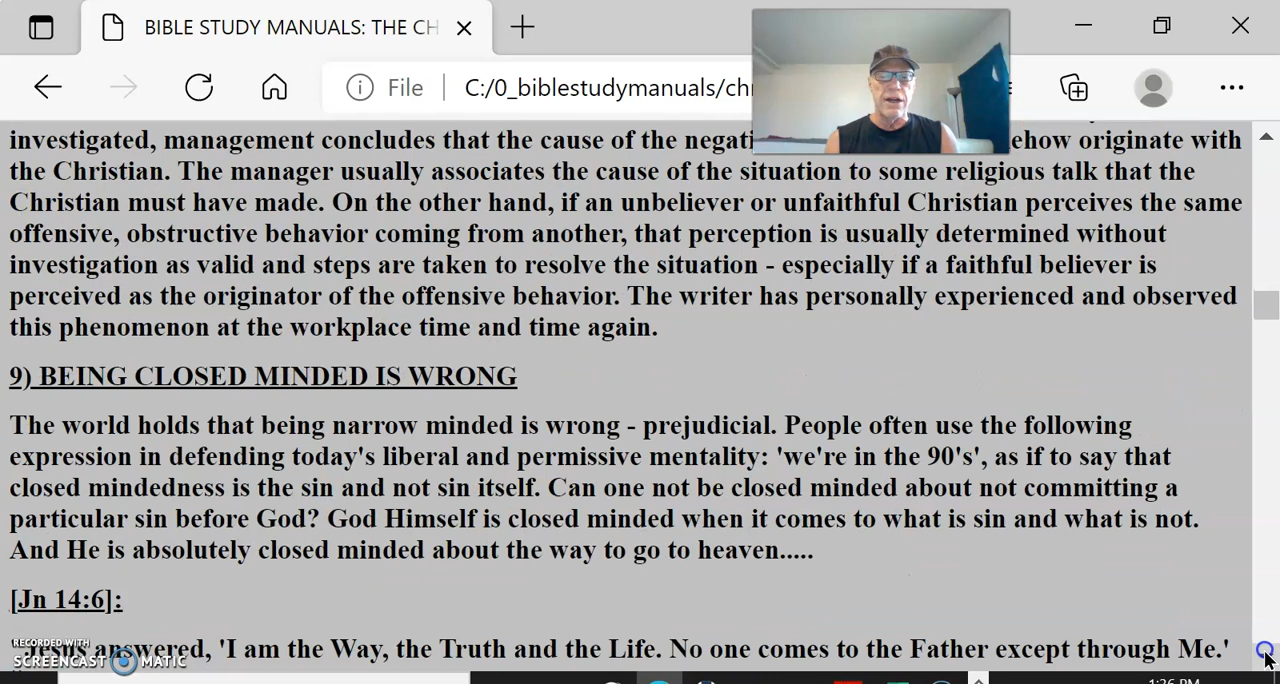 BIBLE STUDY MANUALS: THE CH
File
C:/0_biblestudymanuals/chr
investigated, management concludes that the cause of the negati ehow originate with
the Christian. The manager usually associates the cause of the situation to some religious talk that the
Christian must have made. On the other hand, if an unbeliever or unfaithful Christian perceives the same
offensive, obstructive behavior coming from another, that perception is usually determined without
investigation as valid and steps are taken to resolve the situation - especially if a faithful believer is
perceived as the originator of the offensive behavior. The writer has personally experienced and observed
this phenomenon at the workplace time and time again.
9) BEING CLOSED MINDED IS WRONG
The world holds that being narrow minded is wrong - prejudicial. People often use the following
expression in defending today's liberal and permissive mentality: 'we're in the 90's', as if to say that
closed mindedness is the sin and not sin itself. Can one not be closed minded about not committing a
particular sin before God? God Himself is closed minded when it comes to what is sin and what is not.
And He is absolutely closed minded about the way to go to heaven.....
[Jn 14:6]:
'Jesus answered, 'I am the Way, the Truth and the Life. No one comes to the Father except through Me.'
RECORDED WITH
SCREENCAST MATIC
1:36 PM